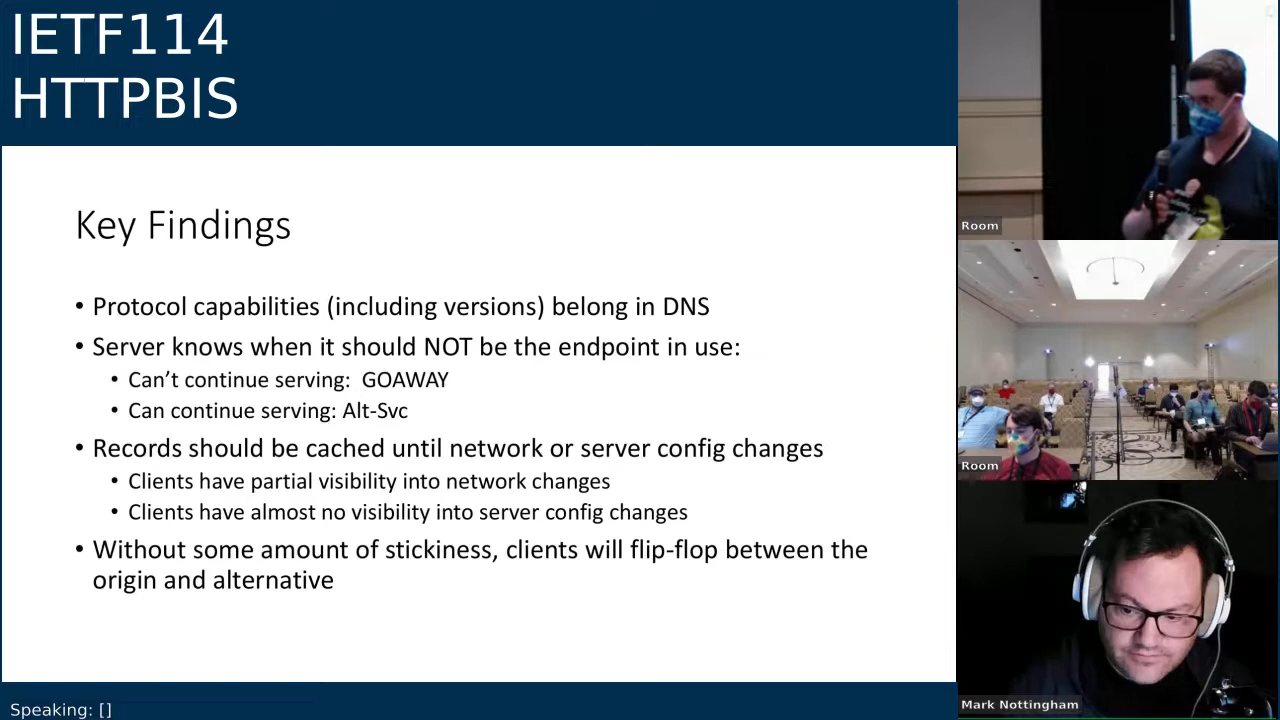 IETF114
HTTPBIS
Key Findings
• Protocol capabilities (including versions) belong in DNS
• Server knows when it should NOT be the endpoint in use:
• Can’t continue serving:  GOAWAY
• Can continue serving: Alt-Svc
• Records should be cached until network or server config changes
• Clients have partial visibility into network changes
• Clients have almost no visibility into server config changes
• Without some amount of stickiness, clients will flip-flop between the
origin and alternative
Speaking: []
Room
Room
Mark Nottingham